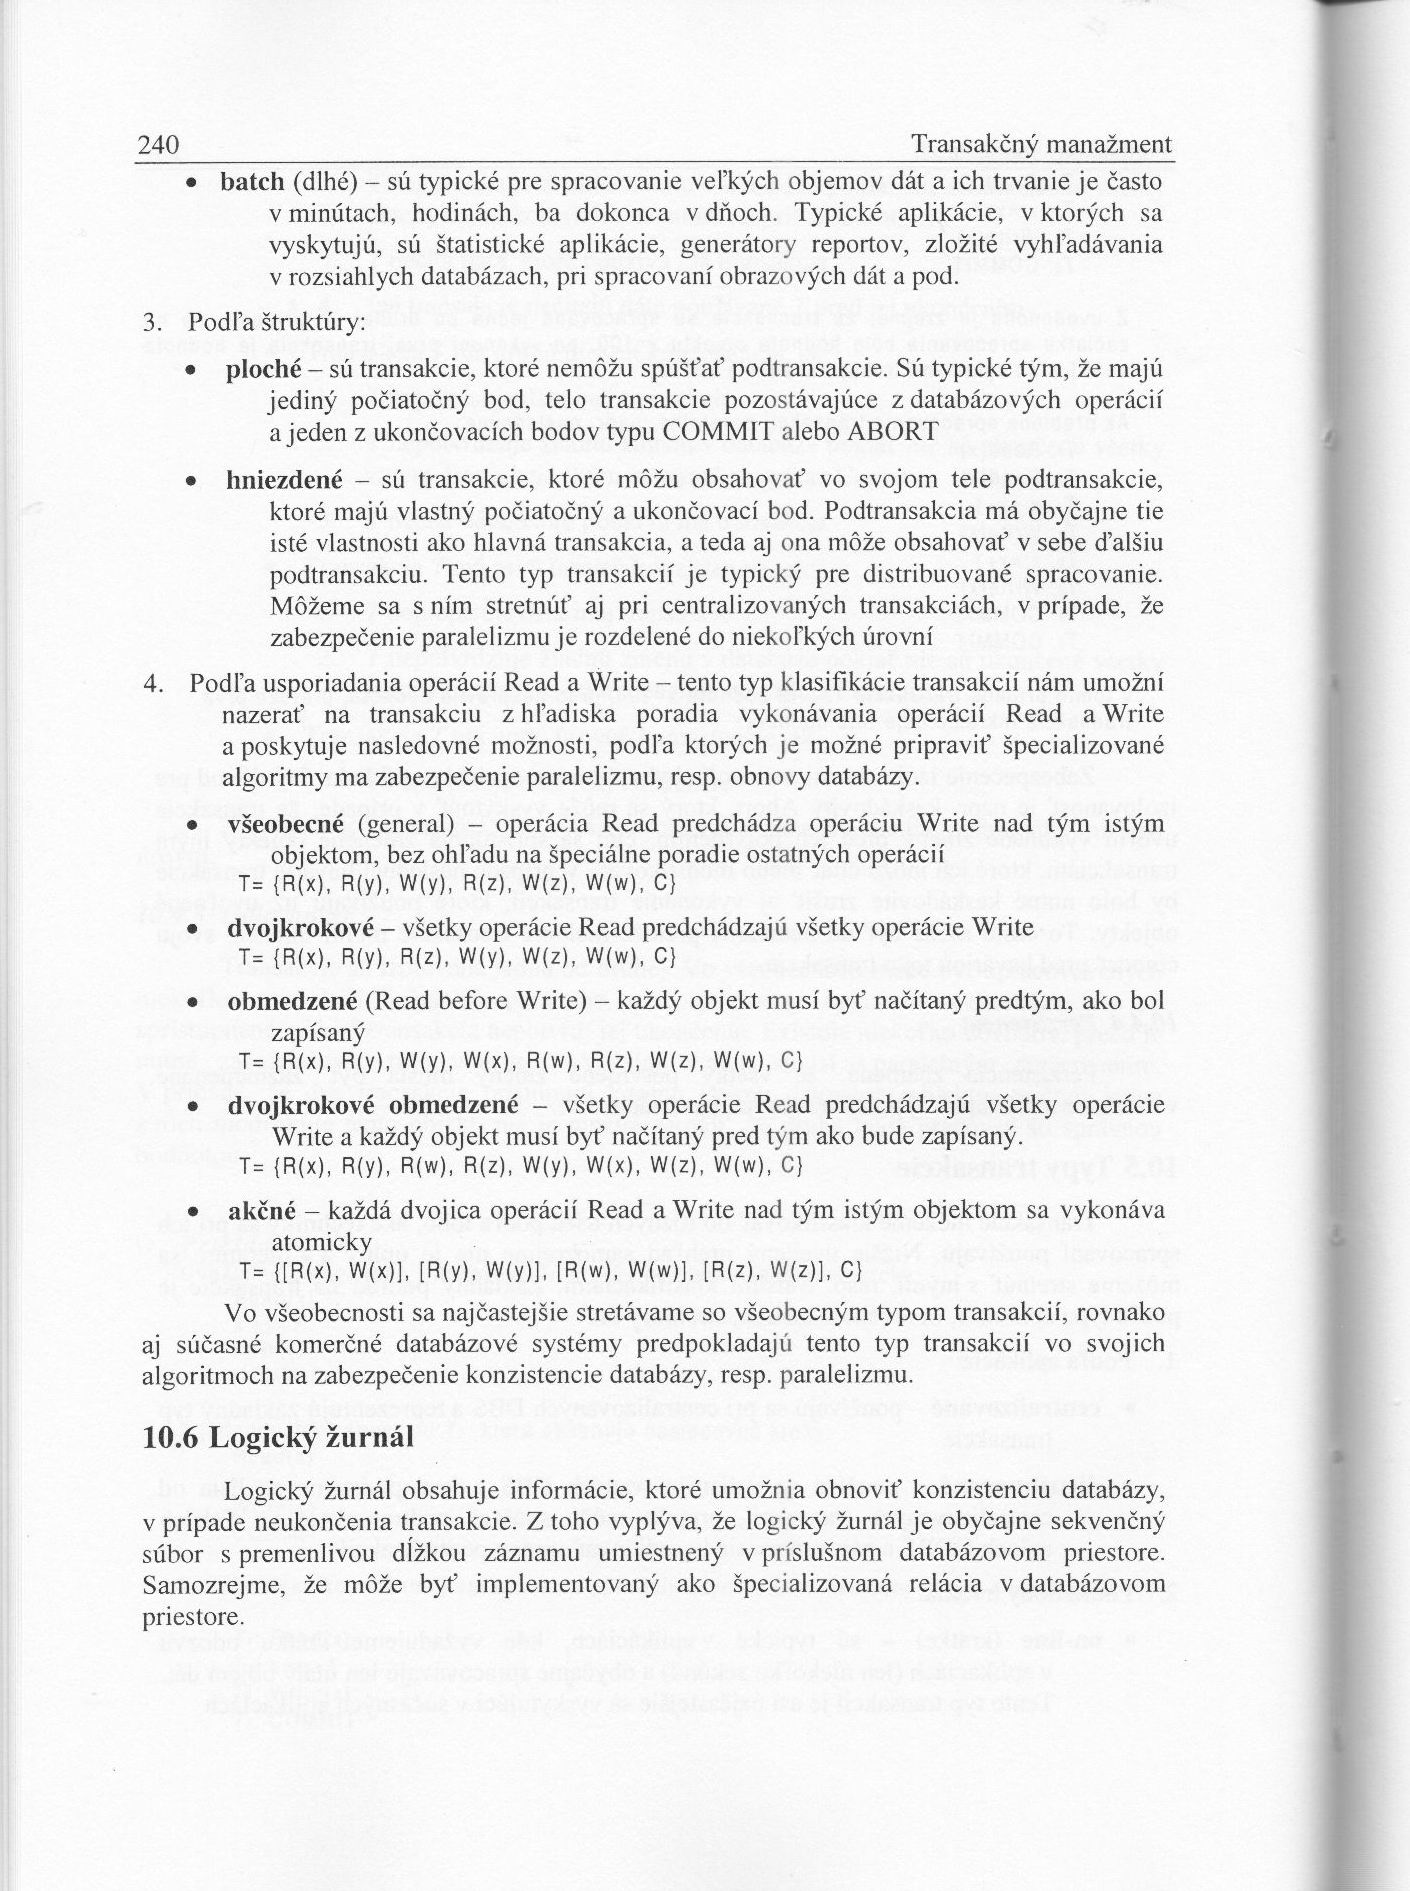 240 Transakčný manažment
• batch (dlhé) – sú typické pre spracovanie veľkých objemov dát a ich trvanie je často
v minútach, hodinách, ba dokonca v dňoch. Typické aplikácie, v ktorých sa
vyskytujú, sú štatistické aplikácie, generátory reportov, zložité vyhľadávania
v rozsiahlych databázach, pri spracovaní obrazových dát a pod.
3. Podľa štruktúry:
• ploché – sú transakcie, ktoré nemôžu spúšťať podtransakcie. Sú typické tým, že majú
jediný počiatočný bod, telo transakcie pozostávajúce z databázových operácií
a jeden z ukončovacích bodov typu COMMIT alebo ABORT
• hniezdené – sú transakcie, ktoré môžu obsahovať vo svojom tele podtransakcie,
ktoré majú vlastný počiatočný a ukončovací bod. Podtransakcia má obyčajne tie
isté vlastnosti ako hlavná transakcia, a teda aj ona môže obsahovať v sebe ďalšiu
podtransakciu. Tento typ transakcií je typický pre distribuované spracovanie.
Môžeme sa s ním stretnúť aj pri centralizovaných transakciách, v prípade, že
zabezpečenie paralelizmu je rozdelené do niekoľkých úrovní
4. Podľa usporiadania operácií Read a Write – tento typ klasifikácie transakcií nám umožní
nazerať na transakciu z hľadiska poradia vykonávania operácií Read a Write
a poskytuje nasledovné možnosti, podľa ktorých je možné pripraviť špecializované
algoritmy ma zabezpečenie paralelizmu, resp. obnovy databázy.
• všeobecné (general) – operácia Read predchádza operáciu Write nad tým istým
objektom, bez ohľadu na špeciálne poradie ostatných operácií
T= {R(x), R(y), W(y), R(z), W(z), W(w), C}
• dvojkrokové – všetky operácie Read predchádzajú všetky operácie Write
T= {R(x), R(y), R(z), W(y), W(z), W(w), C}
• obmedzené (Read before Write) – každý objekt musí byť načítaný predtým, ako bol
zapísaný
T= {R(x), R(y), W(y), W(x), R(w), R(z), W(z), W(w), C}
• dvojkrokové obmedzené – všetky operácie Read predchádzajú všetky operácie
Write a každý objekt musí byť načítaný pred tým ako bude zapísaný.
T= {R(x), R(y), R(w), R(z), W(y), W(x), W(z), W(w), C}
• akčné – každá dvojica operácií Read a Write nad tým istým objektom sa vykonáva
atomicky
T= {[R(x), W(x)], [R(y), W(y)], [R(w), W(w)], [R(z), W(z)], C}
Vo všeobecnosti sa najčastejšie stretávame so všeobecným typom transakcií, rovnako
aj súčasné komerčné databázové systémy predpokladajú tento typ transakcií vo svojich
algoritmoch na zabezpečenie konzistencie databázy, resp. paralelizmu.
10.6 Logický žurnál
Logický žurnál obsahuje informácie, ktoré umožnia obnoviť konzistenciu databázy,
v prípade neukončenia transakcie. Z toho vyplýva, že logický žurnál je obyčajne sekvenčný
súbor s premenlivou dĺžkou záznamu umiestnený v príslušnom databázovom priestore.
Samozrejme, že môže byť implementovaný ako špecializovaná relácia v databázovom
priestore.